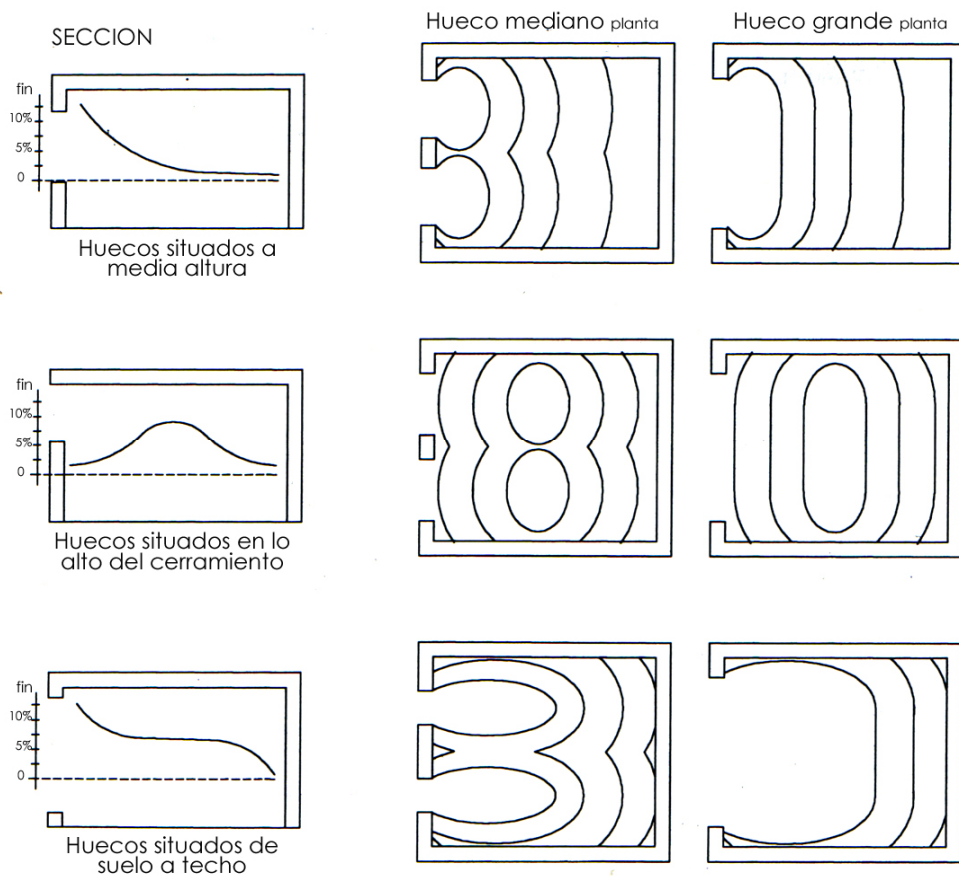 SECCION
Hueco mediano planta
Hueco grande planta
fin
10%
5%
0
Huecos situados a
media altura
fin
10%
5%
0
Huecos situados en lo
alto del cerramiento
fin
10%
5%
0
Huecos situados de
suelo a techo